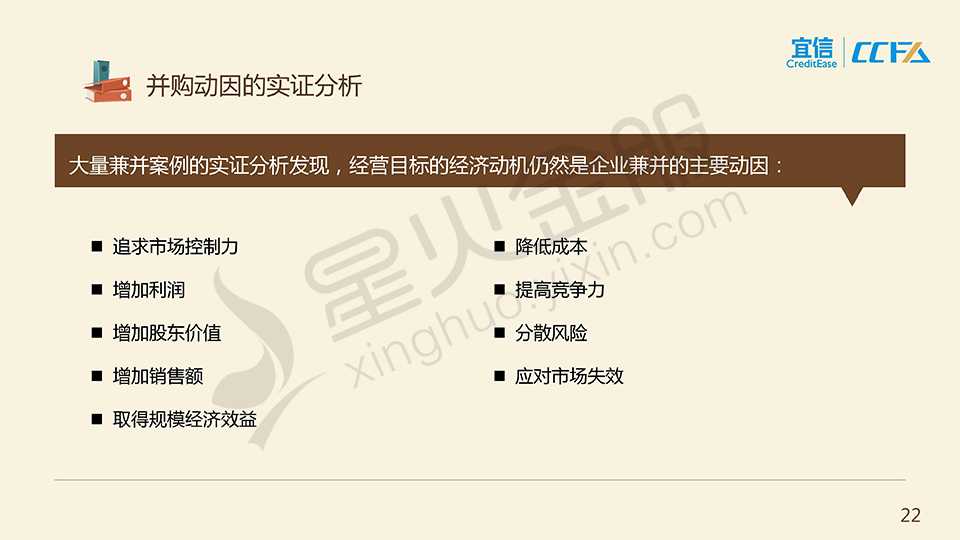 宜信
CreditEase
CCFA
并购动因的实证分析
大量兼并案例的实证分析发现，经营目标的经济动机仍然是企业兼并的主要动因：
■ 追求市场控制力
■ 增加利润
■ 增加股东价值
■ 增加销售额
■ 取得规模经济效益
■ 降低成本
■ 提高竞争力
■ 分散风险
■ 应对市场失效
星火金服
xinghuo.yixin.com
22